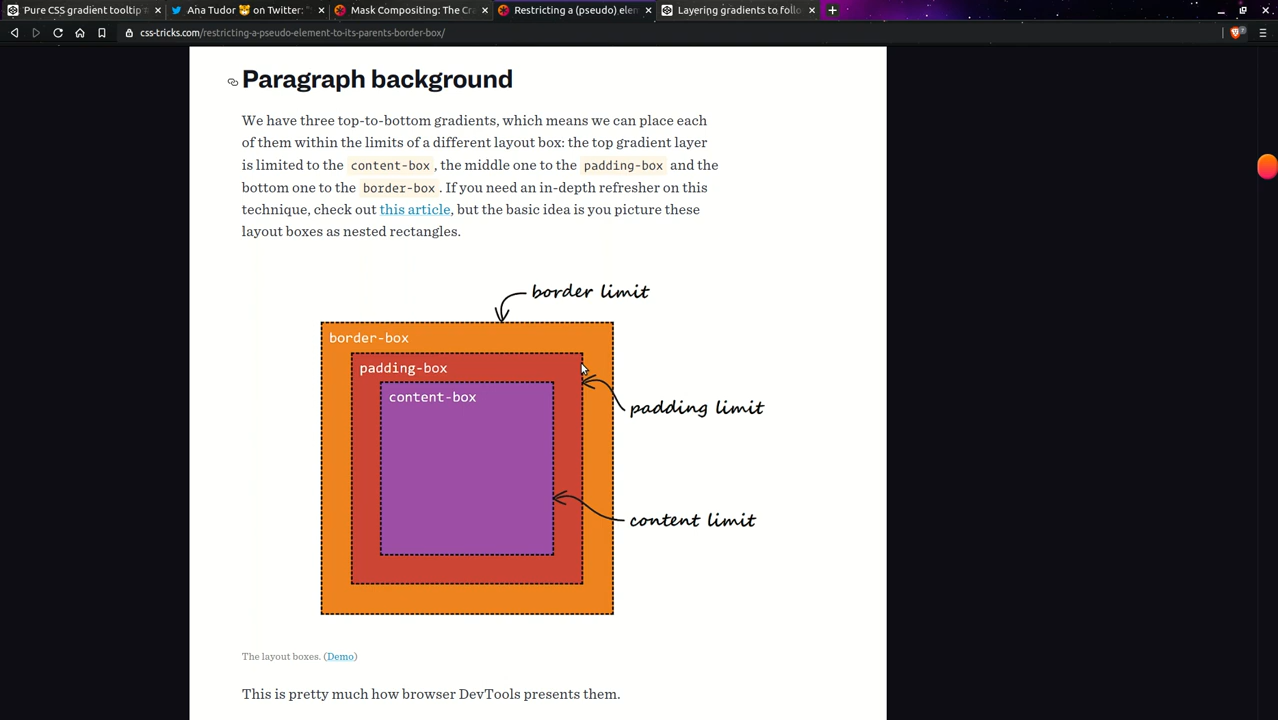 Pure CSS gradient tooltip #
Ana Tudor 🐯 on Twitter: "
Mask Compositing: The Cra
Restricting a (pseudo) elem
Layering gradients to follo
css-tricks.com/restricting-a-pseudo-element-to-its-parents-border-box/
Paragraph background
We have three top-to-bottom gradients, which means we can place each
of them within the limits of a different layout box: the top gradient layer
is limited to the content-box, the middle one to the padding-box and the
bottom one to the border-box. If you need an in-depth refresher on this
technique, check out this article, but the basic idea is you picture these
layout boxes as nested rectangles.
border limit
border-box
padding-box
content-box
padding limit
content limit
The layout boxes. (Demo)
This is pretty much how browser DevTools presents them.